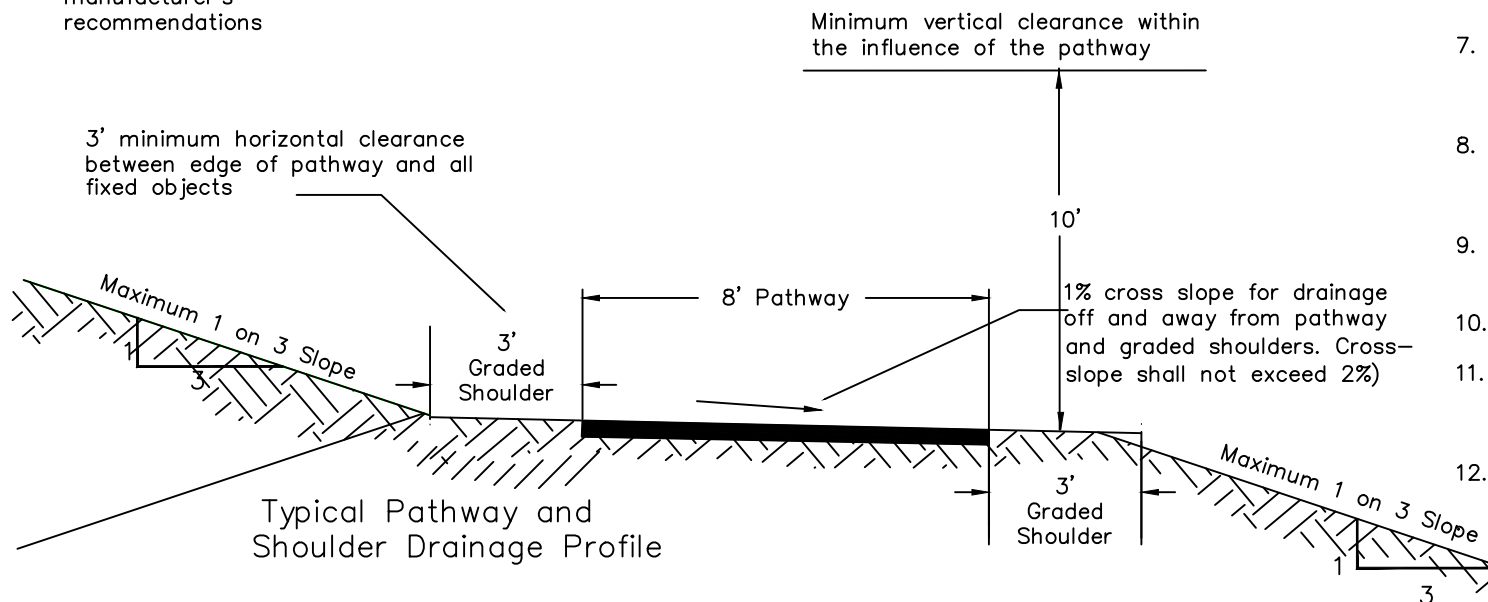 recommendations
Minimum vertical clearance within
the influence of the pathway
7.
3' minimum horizontal clearance
between edge of pathway and all
fixed objects
8.
10'
9.
Maximum 1 on 3 Slope
1
3
3'
Graded
Shoulder
8' Pathway
1% cross slope for drainage
off and away from pathway
and graded shoulders. Cross-
slope shall not exceed 2%)
10.
11.
Typical Pathway and
Shoulder Drainage Profile
3'
Graded
Shoulder
Maximum 1 on 3 Slope
1
3
12.